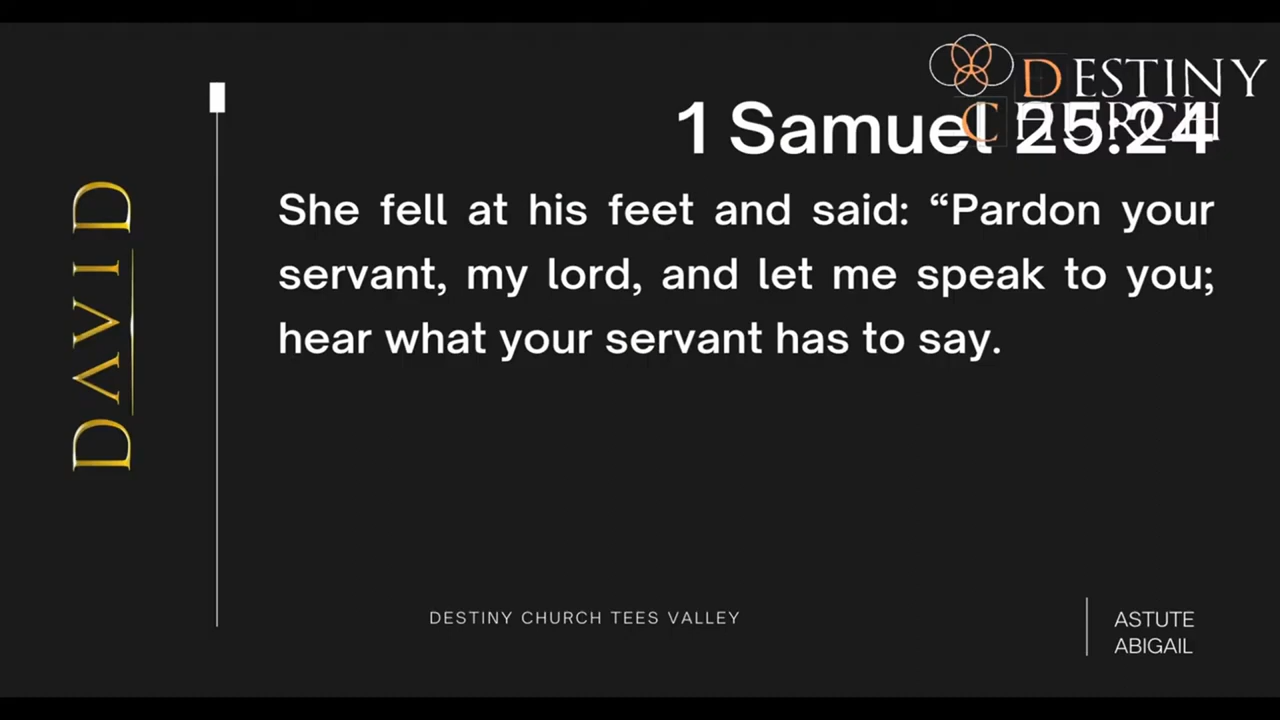 DESTINY
CHURCH
1 Samuel 25:24
She fell at his feet and said: “Pardon your
servant, my lord, and let me speak to you;
hear what your servant has to say.
DAVID
DESTINY CHURCH TEES VALLEY
ASTUTE
ABIGAIL